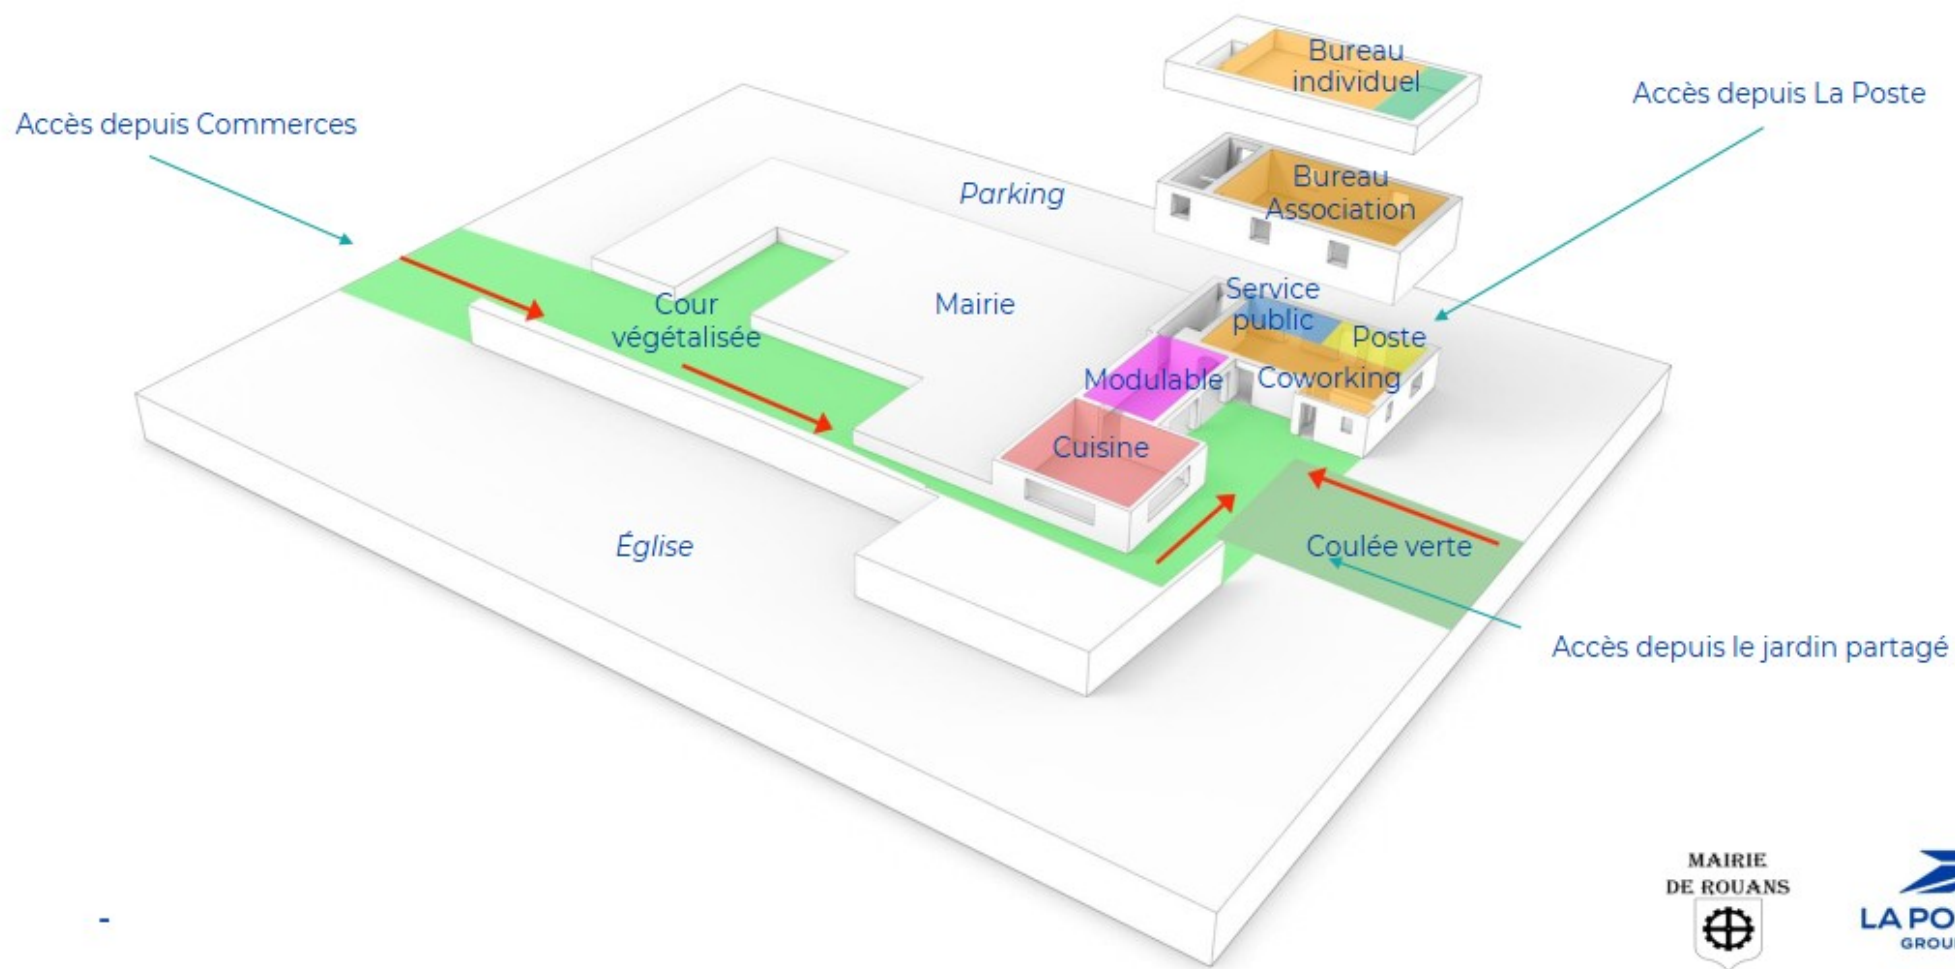 Bureau
individuel
Accès depuis La Poste
Accès depuis Commerces
Bureau
Association
Parking
Service
public
Mairie
Cour
végétalisée
Poste
Modulable
Coworking
Cuisine
Église
Coulée verte
Accès depuis le jardin partagé
MAIRIE
DE ROUANS
LA PO
GROU
-